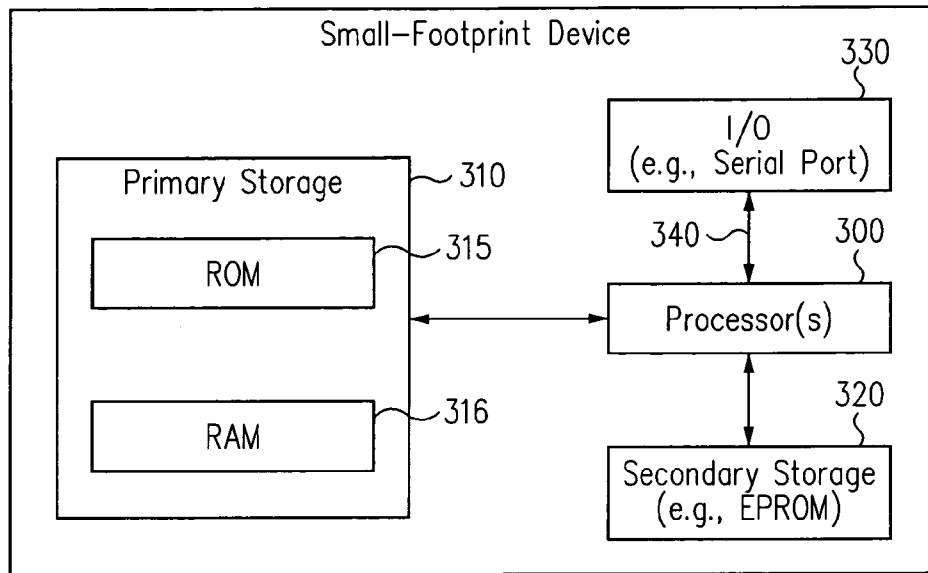 Small-Footprint Device
330
I/O
(e.g., Serial Port)
Primary Storage
310
340
300
ROM
315
Processor(s)
RAM
316
320
Secondary Storage
(e.g., EPROM)